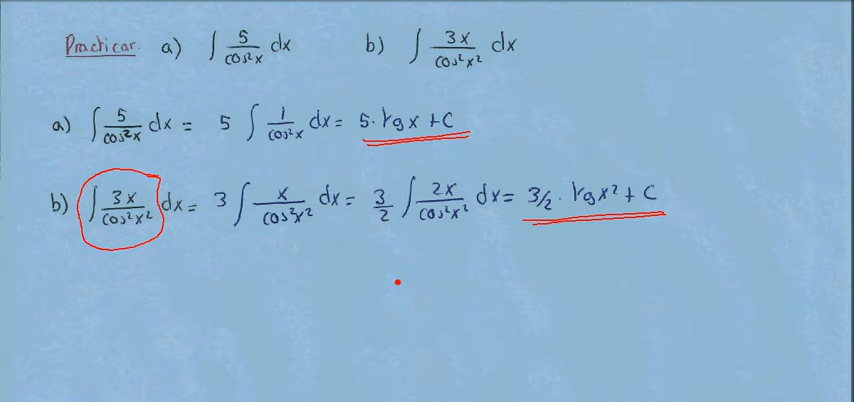 Practicar. a) ∫ 5/cos²x dx b) ∫ 3x/cos²x² dx
a) ∫ 5/cos²x dx = 5 ∫ 1/cos²x dx = 5·tg x + C
b) ∫ 3x/cos²x² dx = 3 ∫ x/cos²x² dx = 3/2 ∫ 2x/cos²x² dx = 3/2 · tg x² + C